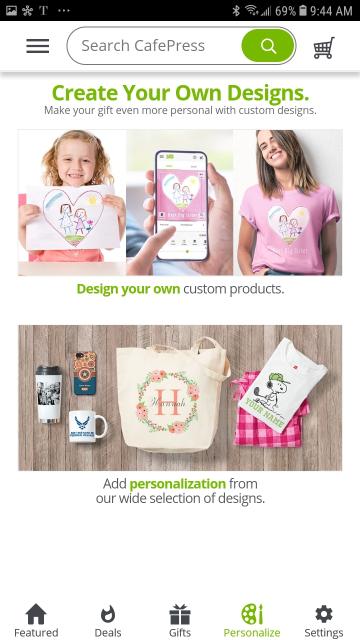 T
69% 9:44 AM
Search CafePress
Create Your Own Designs.
Make your gift even more personal with custom designs.
Design your own custom products.
H
Hannah
YOUR NAME
Add personalization from
our wide selection of designs.
Featured
Deals
Gifts
Personalize
Settings